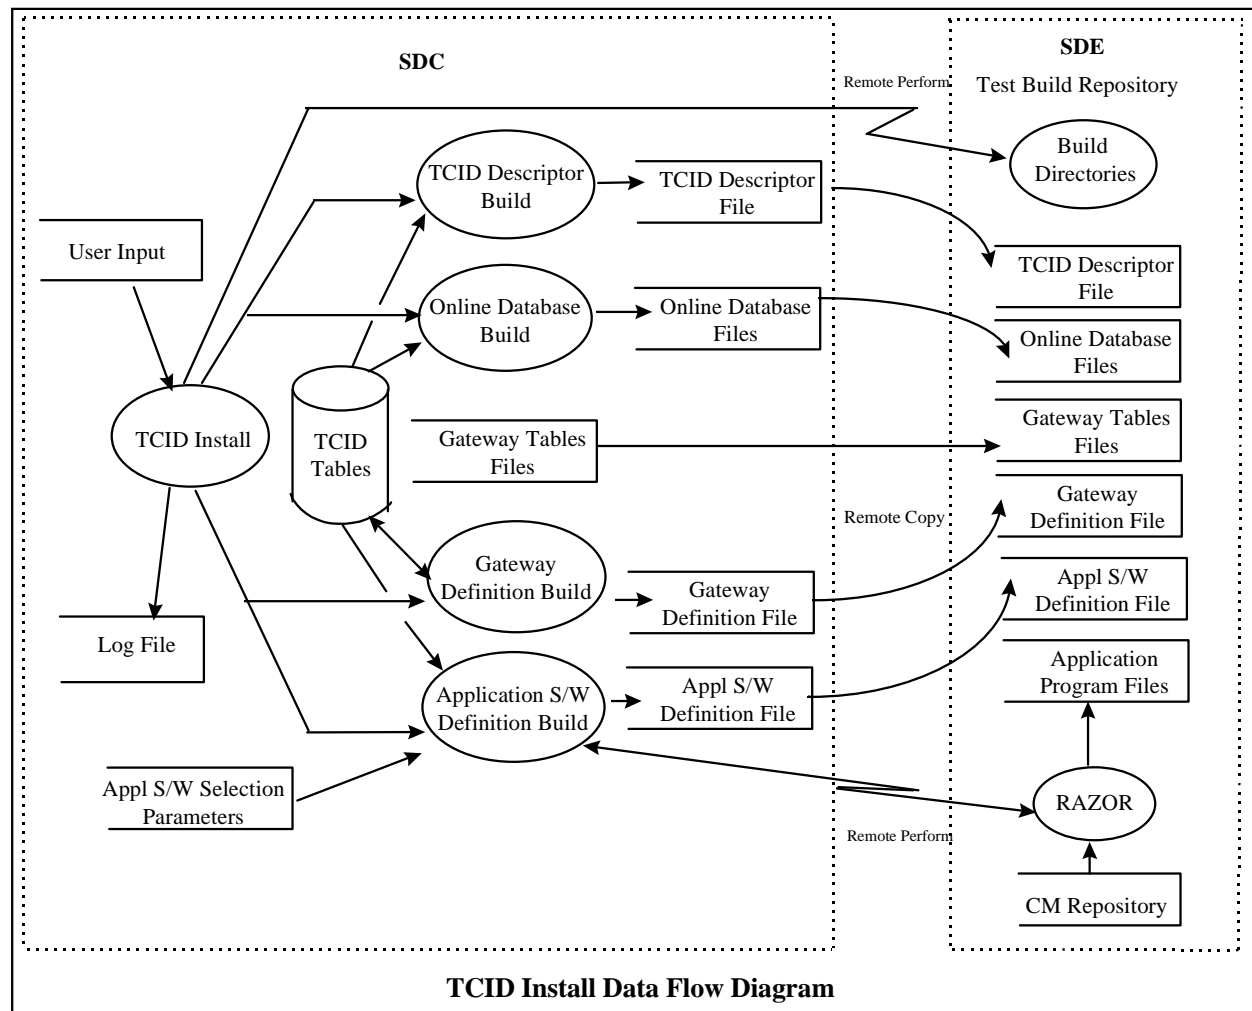 SDC
SDE
Remote Perform
Test Build Repository
Build
Directories
TCID Descriptor
Build
TCID Descriptor
File
User Input
TCID Descriptor
File
Online Database
Build
Online Database
Files
Online Database
Files
TCID Install
TCID
Tables
Gateway Tables
Files
Gateway Tables
Files
Remote Copy
Gateway
Definition File
Gateway
Definition Build
Gateway
Definition File
Appl S/W
Definition File
Log File
Application S/W
Definition Build
Appl S/W
Definition File
Application
Program Files
Appl S/W Selection
Parameters
RAZOR
Remote Perform
CM Repository
TCID Install Data Flow Diagram